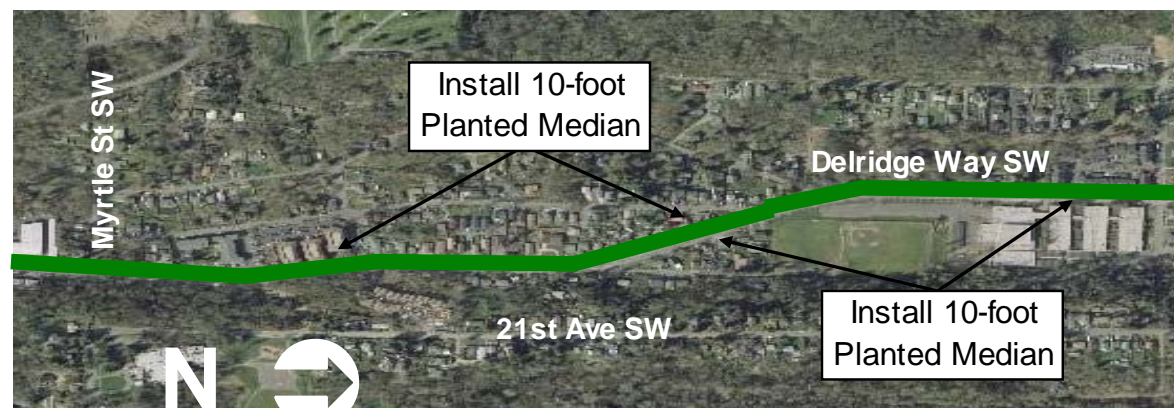 Install 10-foot
Planted Median
Myrtle St SW
Delridge Way SW
Install 10-foot
Planted Median
21st Ave SW
N